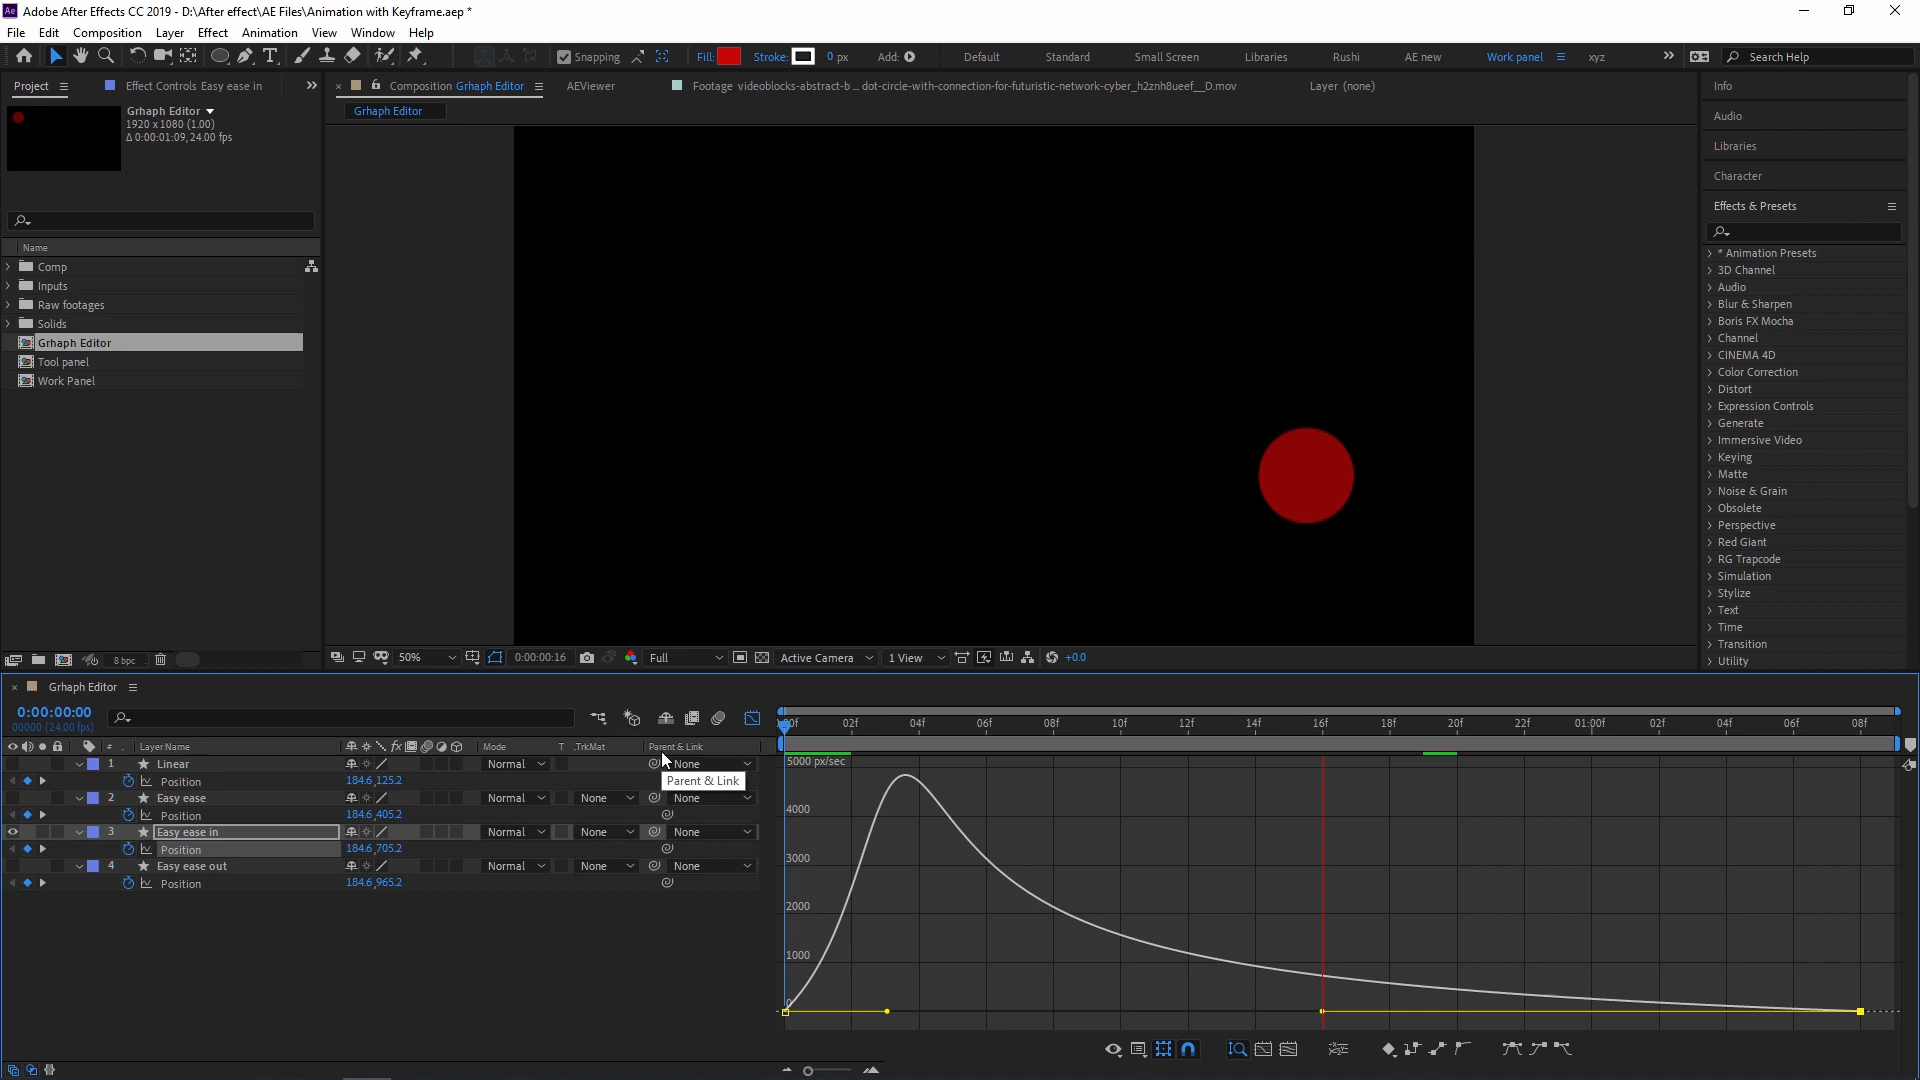 Ae Adobe After Effects CC 2019 - D:\After effect\AE Files\Animation with Keyframe.aep *
File Edit Composition Layer Effect Animation View Window Help
Snapping Fill: Stroke: 0 px Add: Default Standard Small Screen Libraries Rushi AE new Work panel xyz Search Help
Project Effect Controls Easy ease in Composition Grhaph Editor AEViewer Footage videoblocks-abstract-b ... dot-circle-with-connection-for-futuristic-network-cyber_h2znh8ueef__D.mov Layer (none)
Grhaph Editor
Grhaph Editor
1920 x 1080 (1.00)
Δ 0:00:01:09, 24.00 fps
Name
Comp
Inputs
Raw footages
Solids
Grhaph Editor
Tool panel
Work Panel
8 bpc
50% 0:00:00:16 Full Active Camera 1 View +0.0
Info
Audio
Libraries
Character
Effects & Presets
* Animation Presets
3D Channel
Audio
Blur & Sharpen
Boris FX Mocha
Channel
CINEMA 4D
Color Correction
Distort
Expression Controls
Generate
Immersive Video
Keying
Matte
Noise & Grain
Obsolete
Perspective
Red Giant
RG Trapcode
Simulation
Stylize
Text
Time
Transition
Utility
Grhaph Editor
0:00:00:00
00000 (24.00 fps)
# Layer Name Mode T .TrkMat Parent & Link
1 Linear Normal None
Position 184.6,125.2
Parent & Link
2 Easy ease Normal None None
Position 184.6,405.2
3 Easy ease in Normal None None
Position 184.6,705.2
4 Easy ease out Normal None None
Position 184.6,965.2
02f 04f 06f 08f 10f 12f 14f 16f 18f 20f 22f 01:00f 02f 04f 06f 08f
5000 px/sec
4000
3000
2000
1000
0